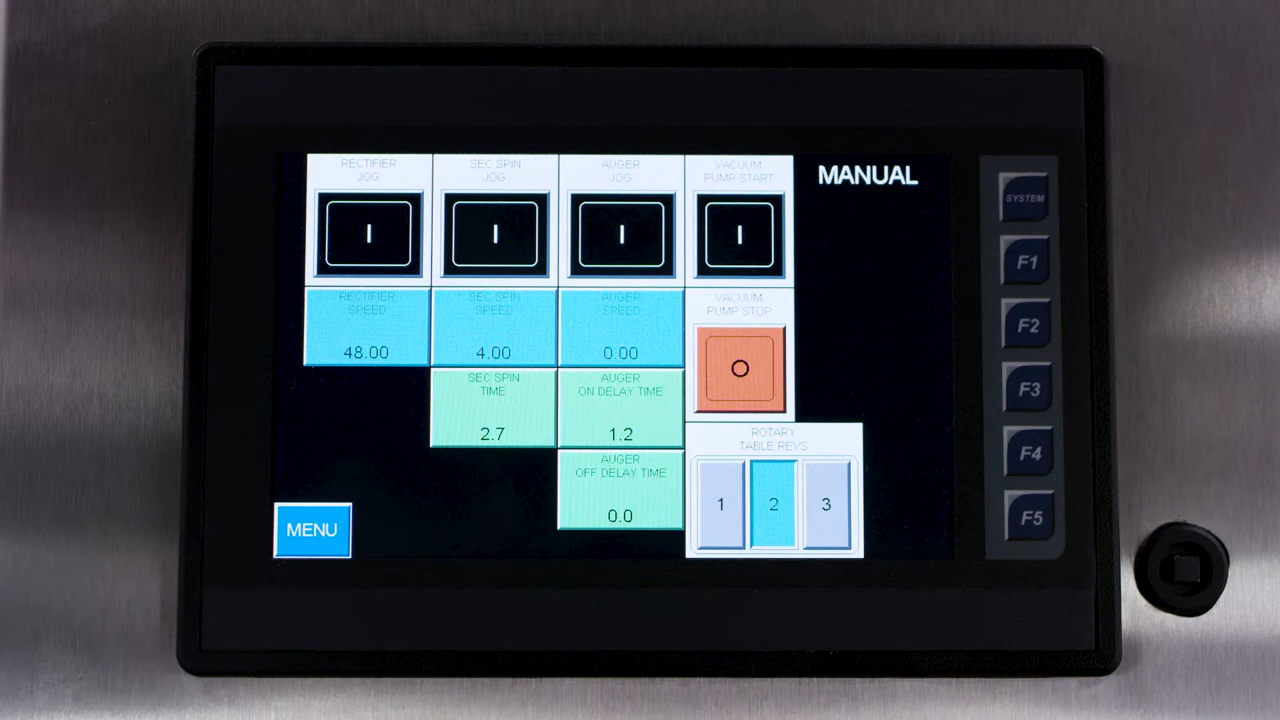 RECTIFIER
JOG
SEC SPIN
JOG
AUGER
JOG
VACUUM
PUMP START
MANUAL
I
I
I
I
SYSTEM
F1
F2
F3
F4
F5
RECTIFIER
SPEED
48.00
SEC SPIN
SPEED
4.00
AUGER
SPEED
0.00
VACUUM
PUMP STOP
O
SEC SPIN
TIME
2.7
AUGER
ON DELAY TIME
1.2
AUGER
OFF DELAY TIME
0.0
ROTARY
TABLE REVS
1
2
3
MENU